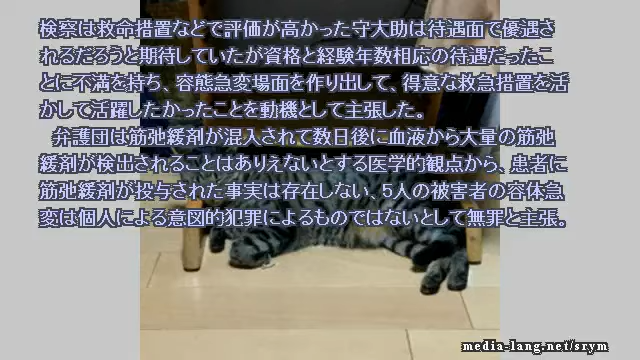 検察は救命措置などで評価が高かった守大助は待遇面で優遇さ
れるだろうと期待していたが資格と経験年数相応の待遇だったこ
とに不満を持ち、容態急変場面を作り出して、得意な救急措置を活
かして活躍したかったことを動機として主張した。
弁護団は筋弛緩剤が混入されて数日後に血液から大量の筋弛
緩剤が検出されることはありえないとする医学的観点から、患者に
筋弛緩剤が投与された事実は存在しない、5人の被害者の容体急
変は個人による意図的犯罪によるものではないとして無罪と主張。
media-lang.net/srym